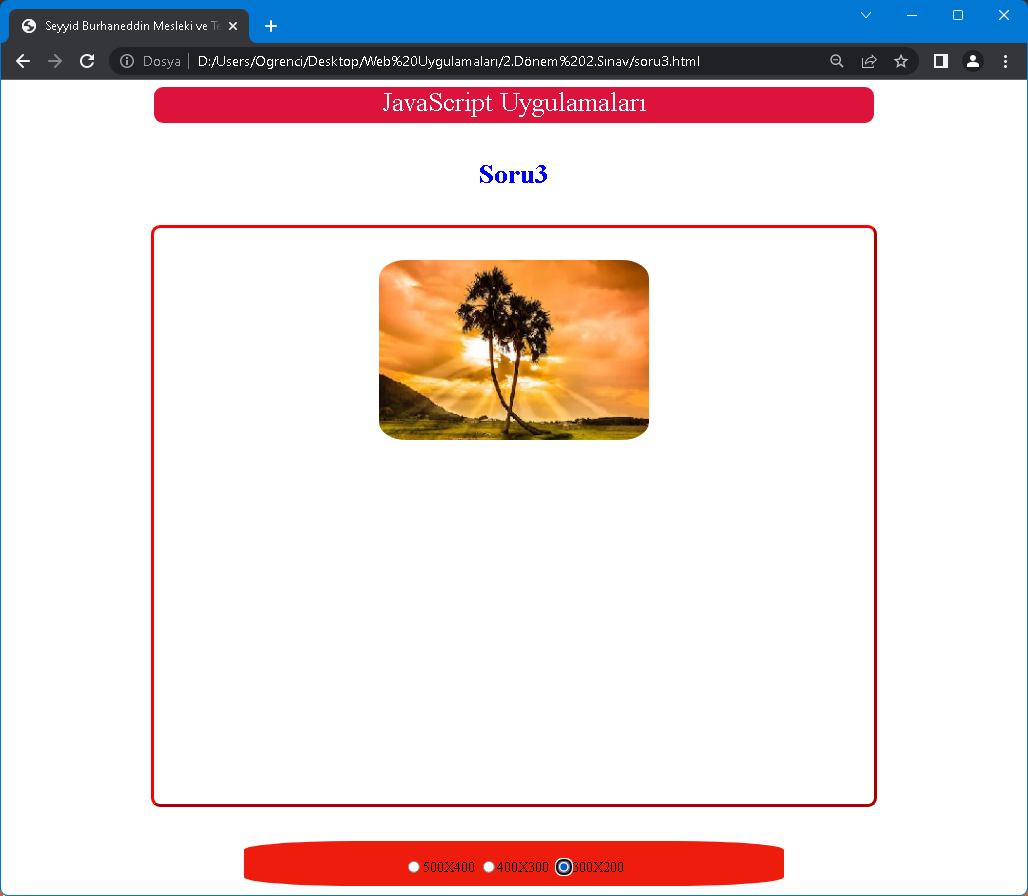 Seyyid Burhaneddin Mesleki ve Te
Dosya D:/Users/Ogrenci/Desktop/Web%20Uygulamaları/2.Dönem%202.Sınav/soru3.html
JavaScript Uygulamaları
Soru3
500X400 400X300 300X200